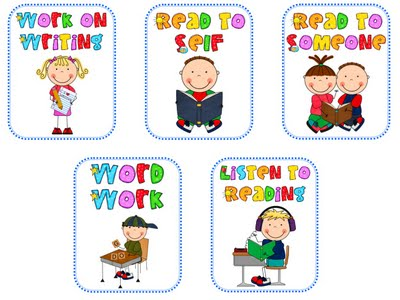 Work on
Writing
Read to
Self
Read to
Someone
Word
Work
Listen to
Reading